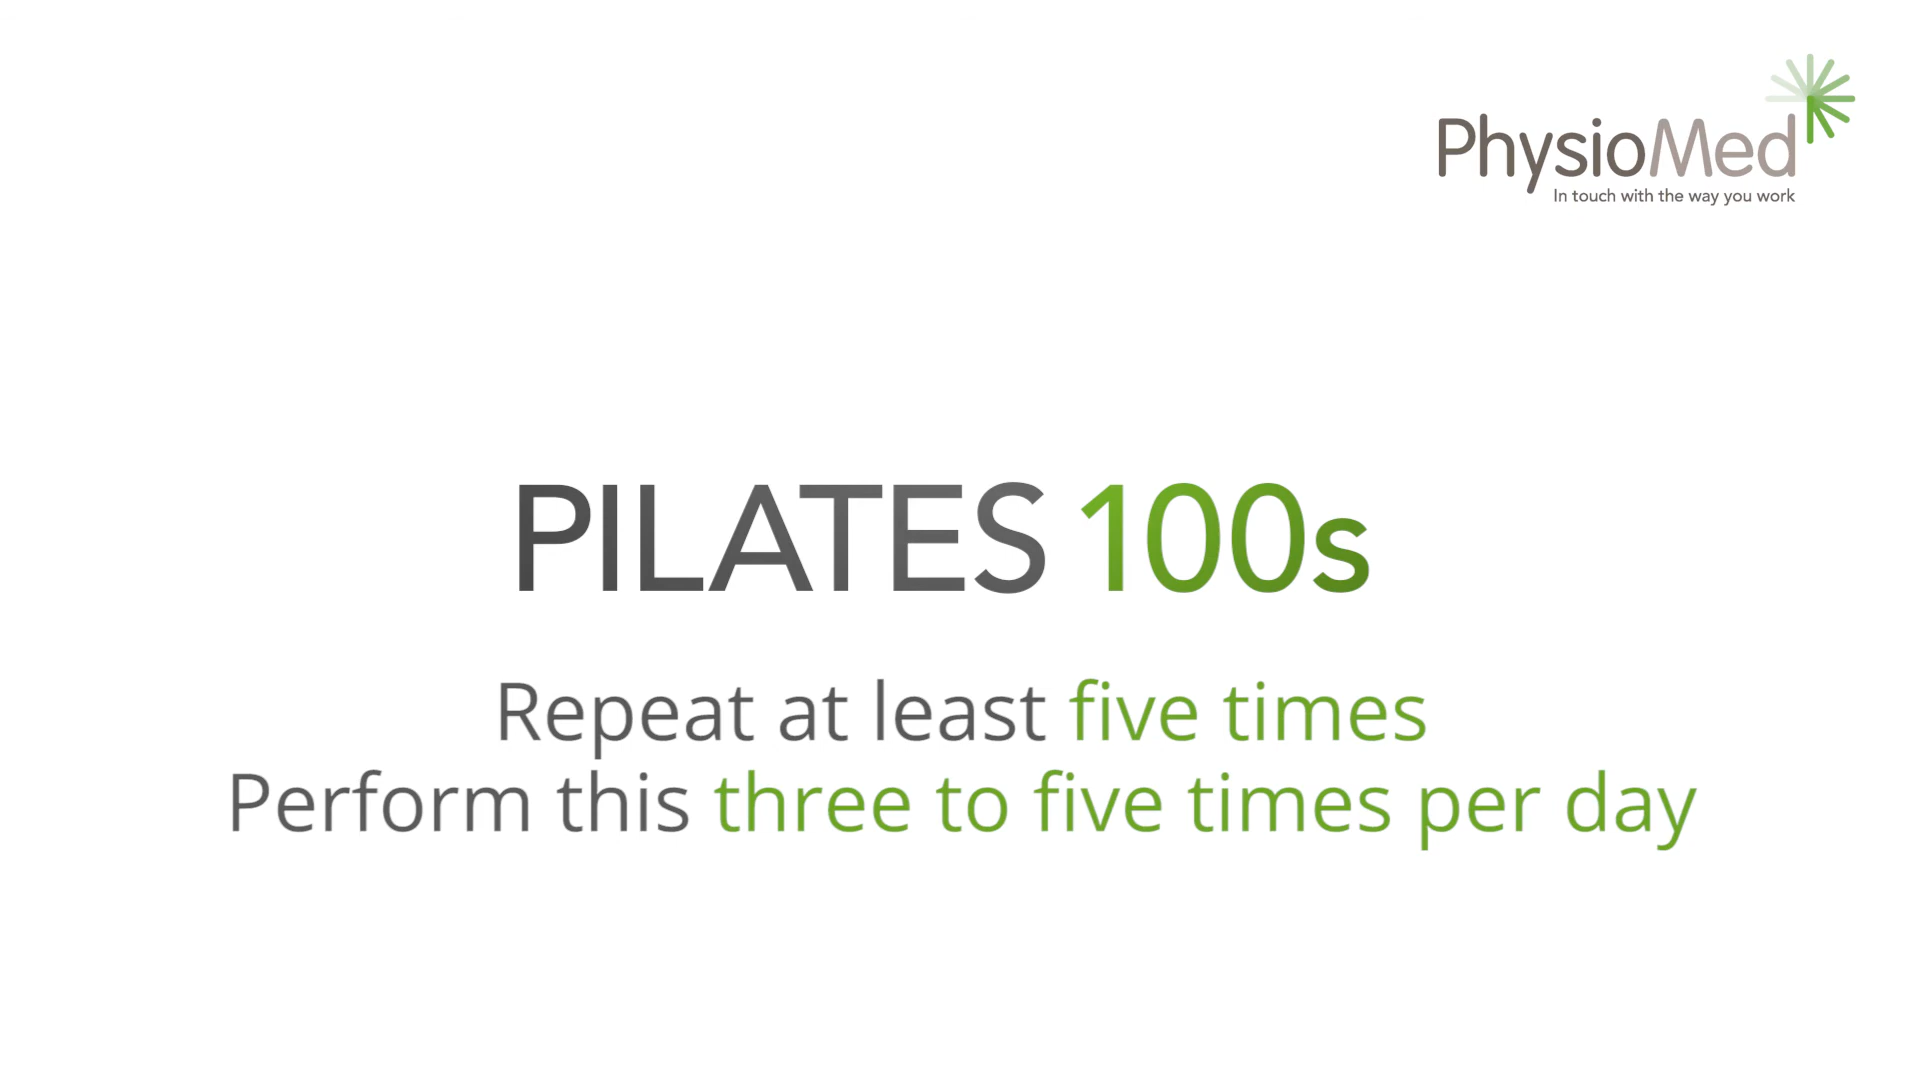 PhysioMed
In touch with the way you work
PILATES 100s
Repeat at least five times
Perform this three to five times per day